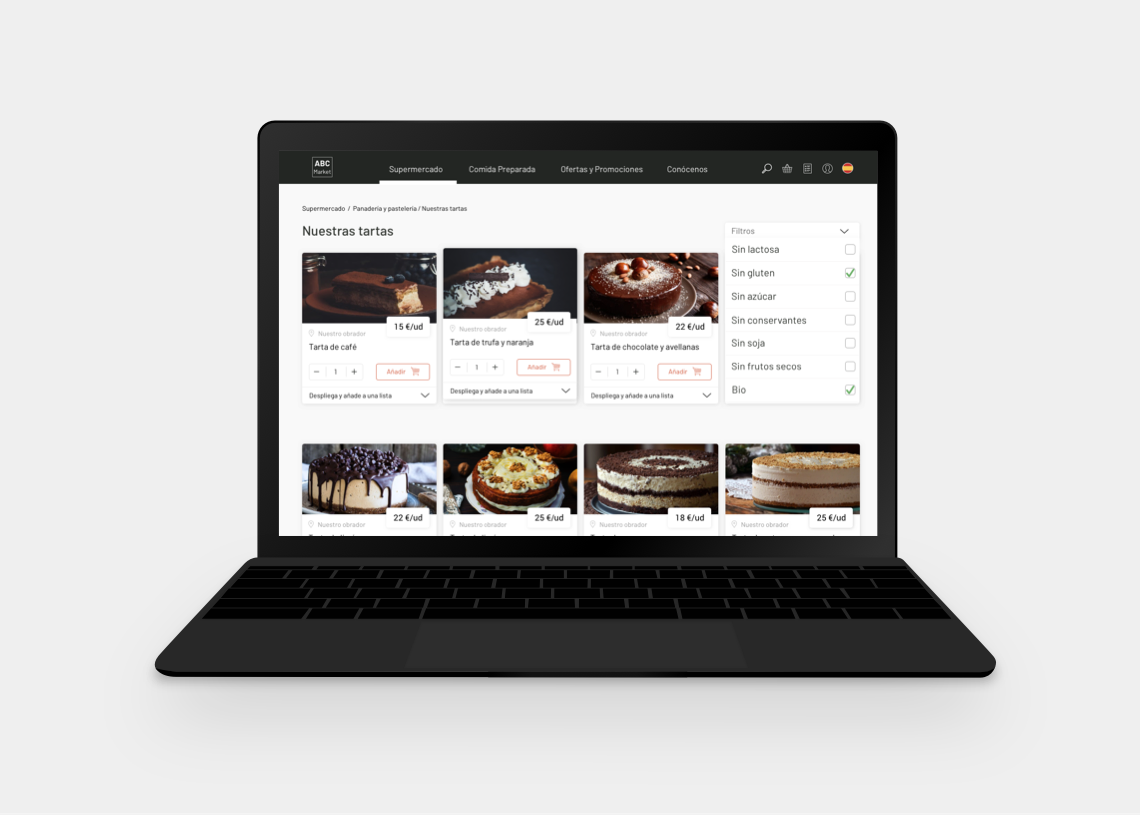 ABC
Market
Supermercado
Comida Preparada
Ofertas y Promociones
Conócenos
Supermercado / Panadería y pastelería / Nuestras tartas
Nuestras tartas
15 €/ud
Nuestro obrador
Tarta de café
1
Añadir
Despliega y añade a una lista
25 €/ud
Nuestro obrador
Tarta de trufa y naranja
1
Añadir
Despliega y añade a una lista
22 €/ud
Nuestro obrador
Tarta de chocolate y avellanas
1
Añadir
Despliega y añade a una lista
Filtros
Sin lactosa
Sin gluten
Sin azúcar
Sin conservantes
Sin soja
Sin frutos secos
Bio
22 €/ud
Nuestro obrador
25 €/ud
Nuestro obrador
18 €/ud
Nuestro obrador
25 €/ud
Nuestro obrador